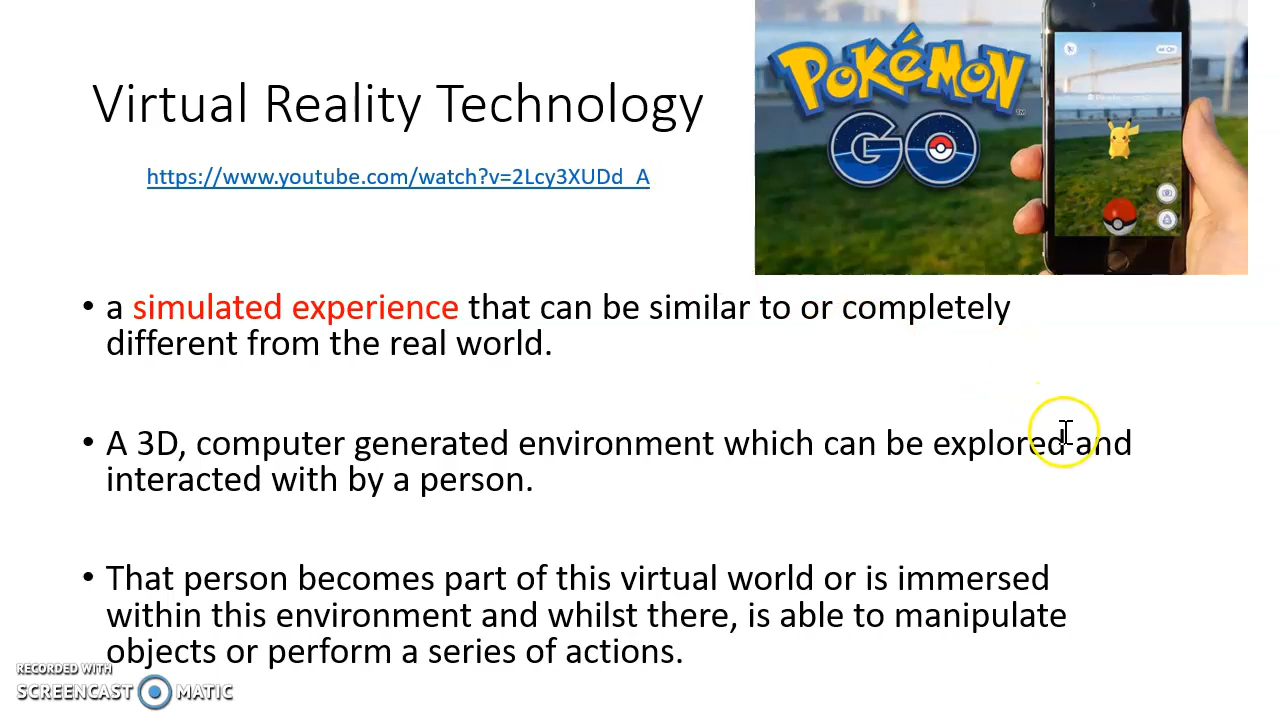 Virtual Reality Technology
https://www.youtube.com/watch?v=2Lcy3XUDd_A
POKéMON
GO
• a simulated experience that can be similar to or completely
different from the real world.
• A 3D, computer generated environment which can be explored and
interacted with by a person.
• That person becomes part of this virtual world or is immersed
within this environment and whilst there, is able to manipulate
objects or perform a series of actions.
RECORDED WITH
SCREENCAST MATIC